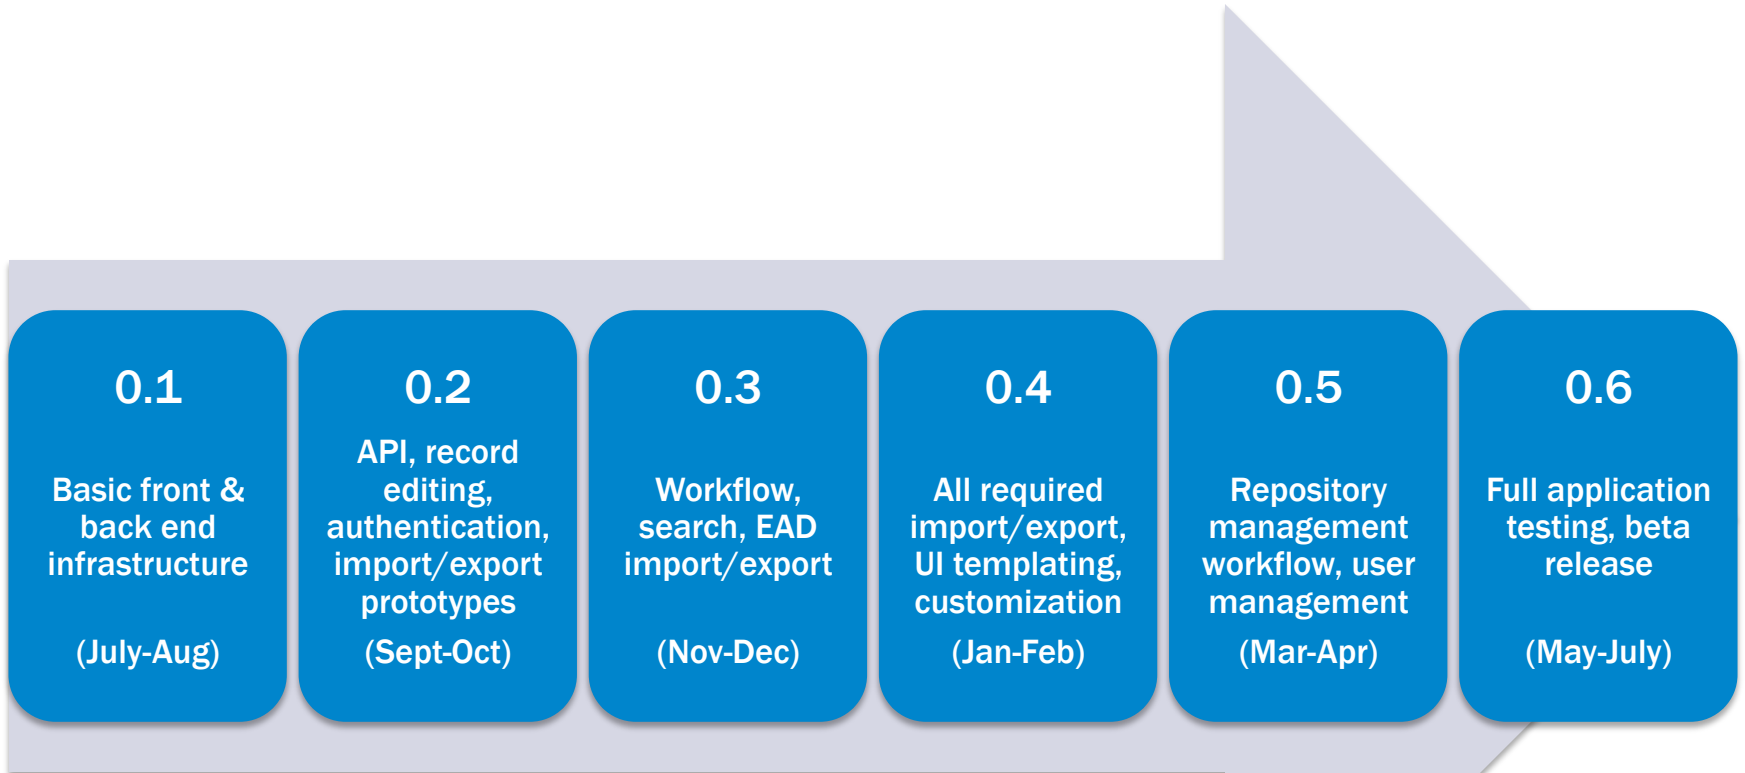 0.1
Basic front &
back end
infrastructure
(July-Aug)
0.2
API, record
editing,
authentication,
import/export
prototypes
(Sept-Oct)
0.3
Workflow,
search, EAD
import/export
(Nov-Dec)
0.4
All required
import/export,
UI templating,
customization
(Jan-Feb)
0.5
Repository
management
workflow, user
management
(Mar-Apr)
0.6
Full application
testing, beta
release
(May-July)